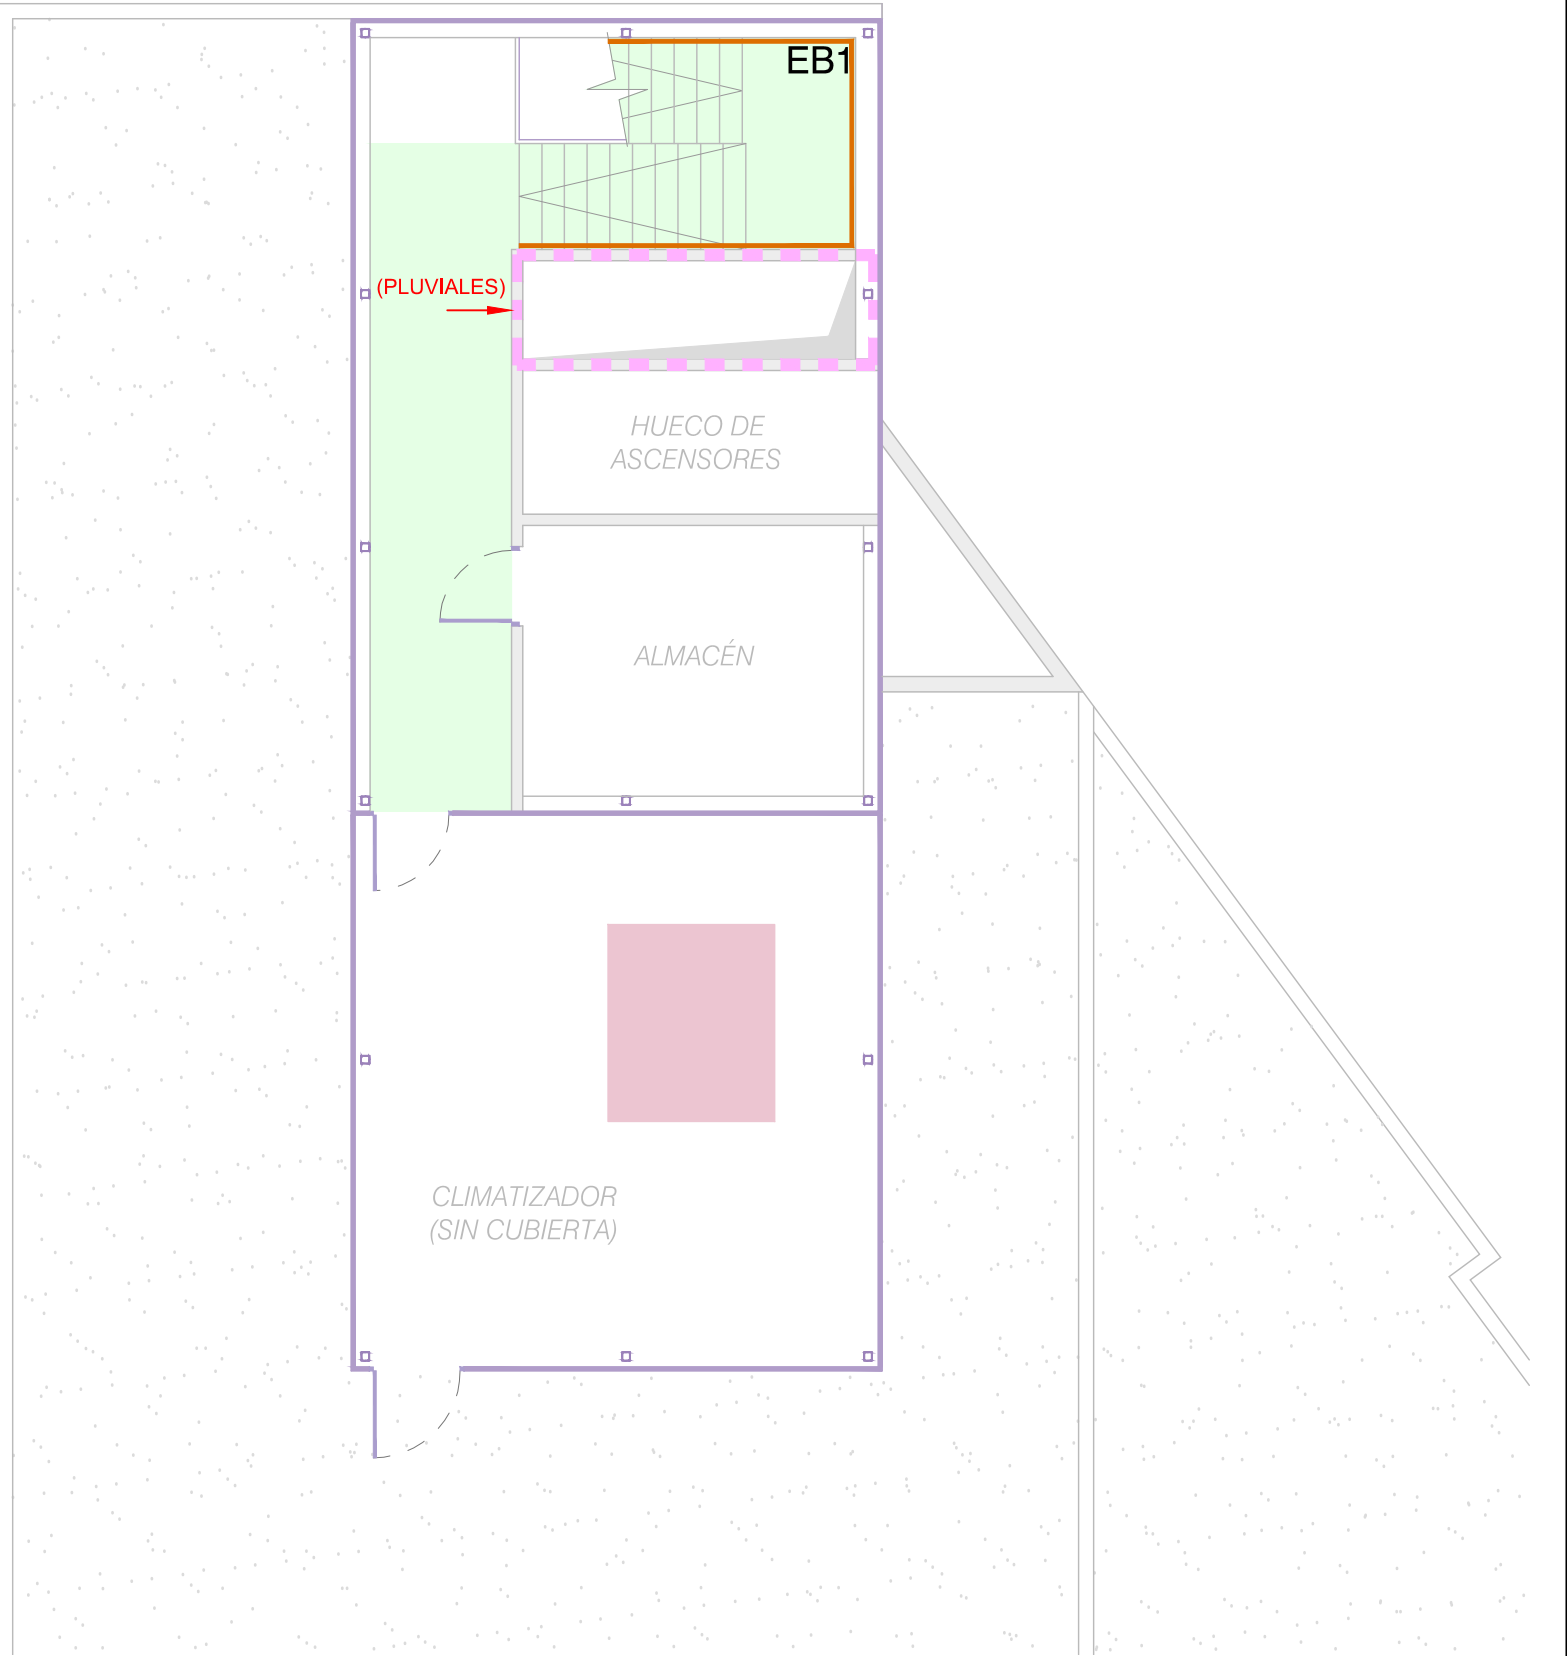 EB1
(PLUVIALES)
HUECO DE
ASCENSORES
ALMACÉN
CLIMATIZADOR
(SIN CUBIERTA)